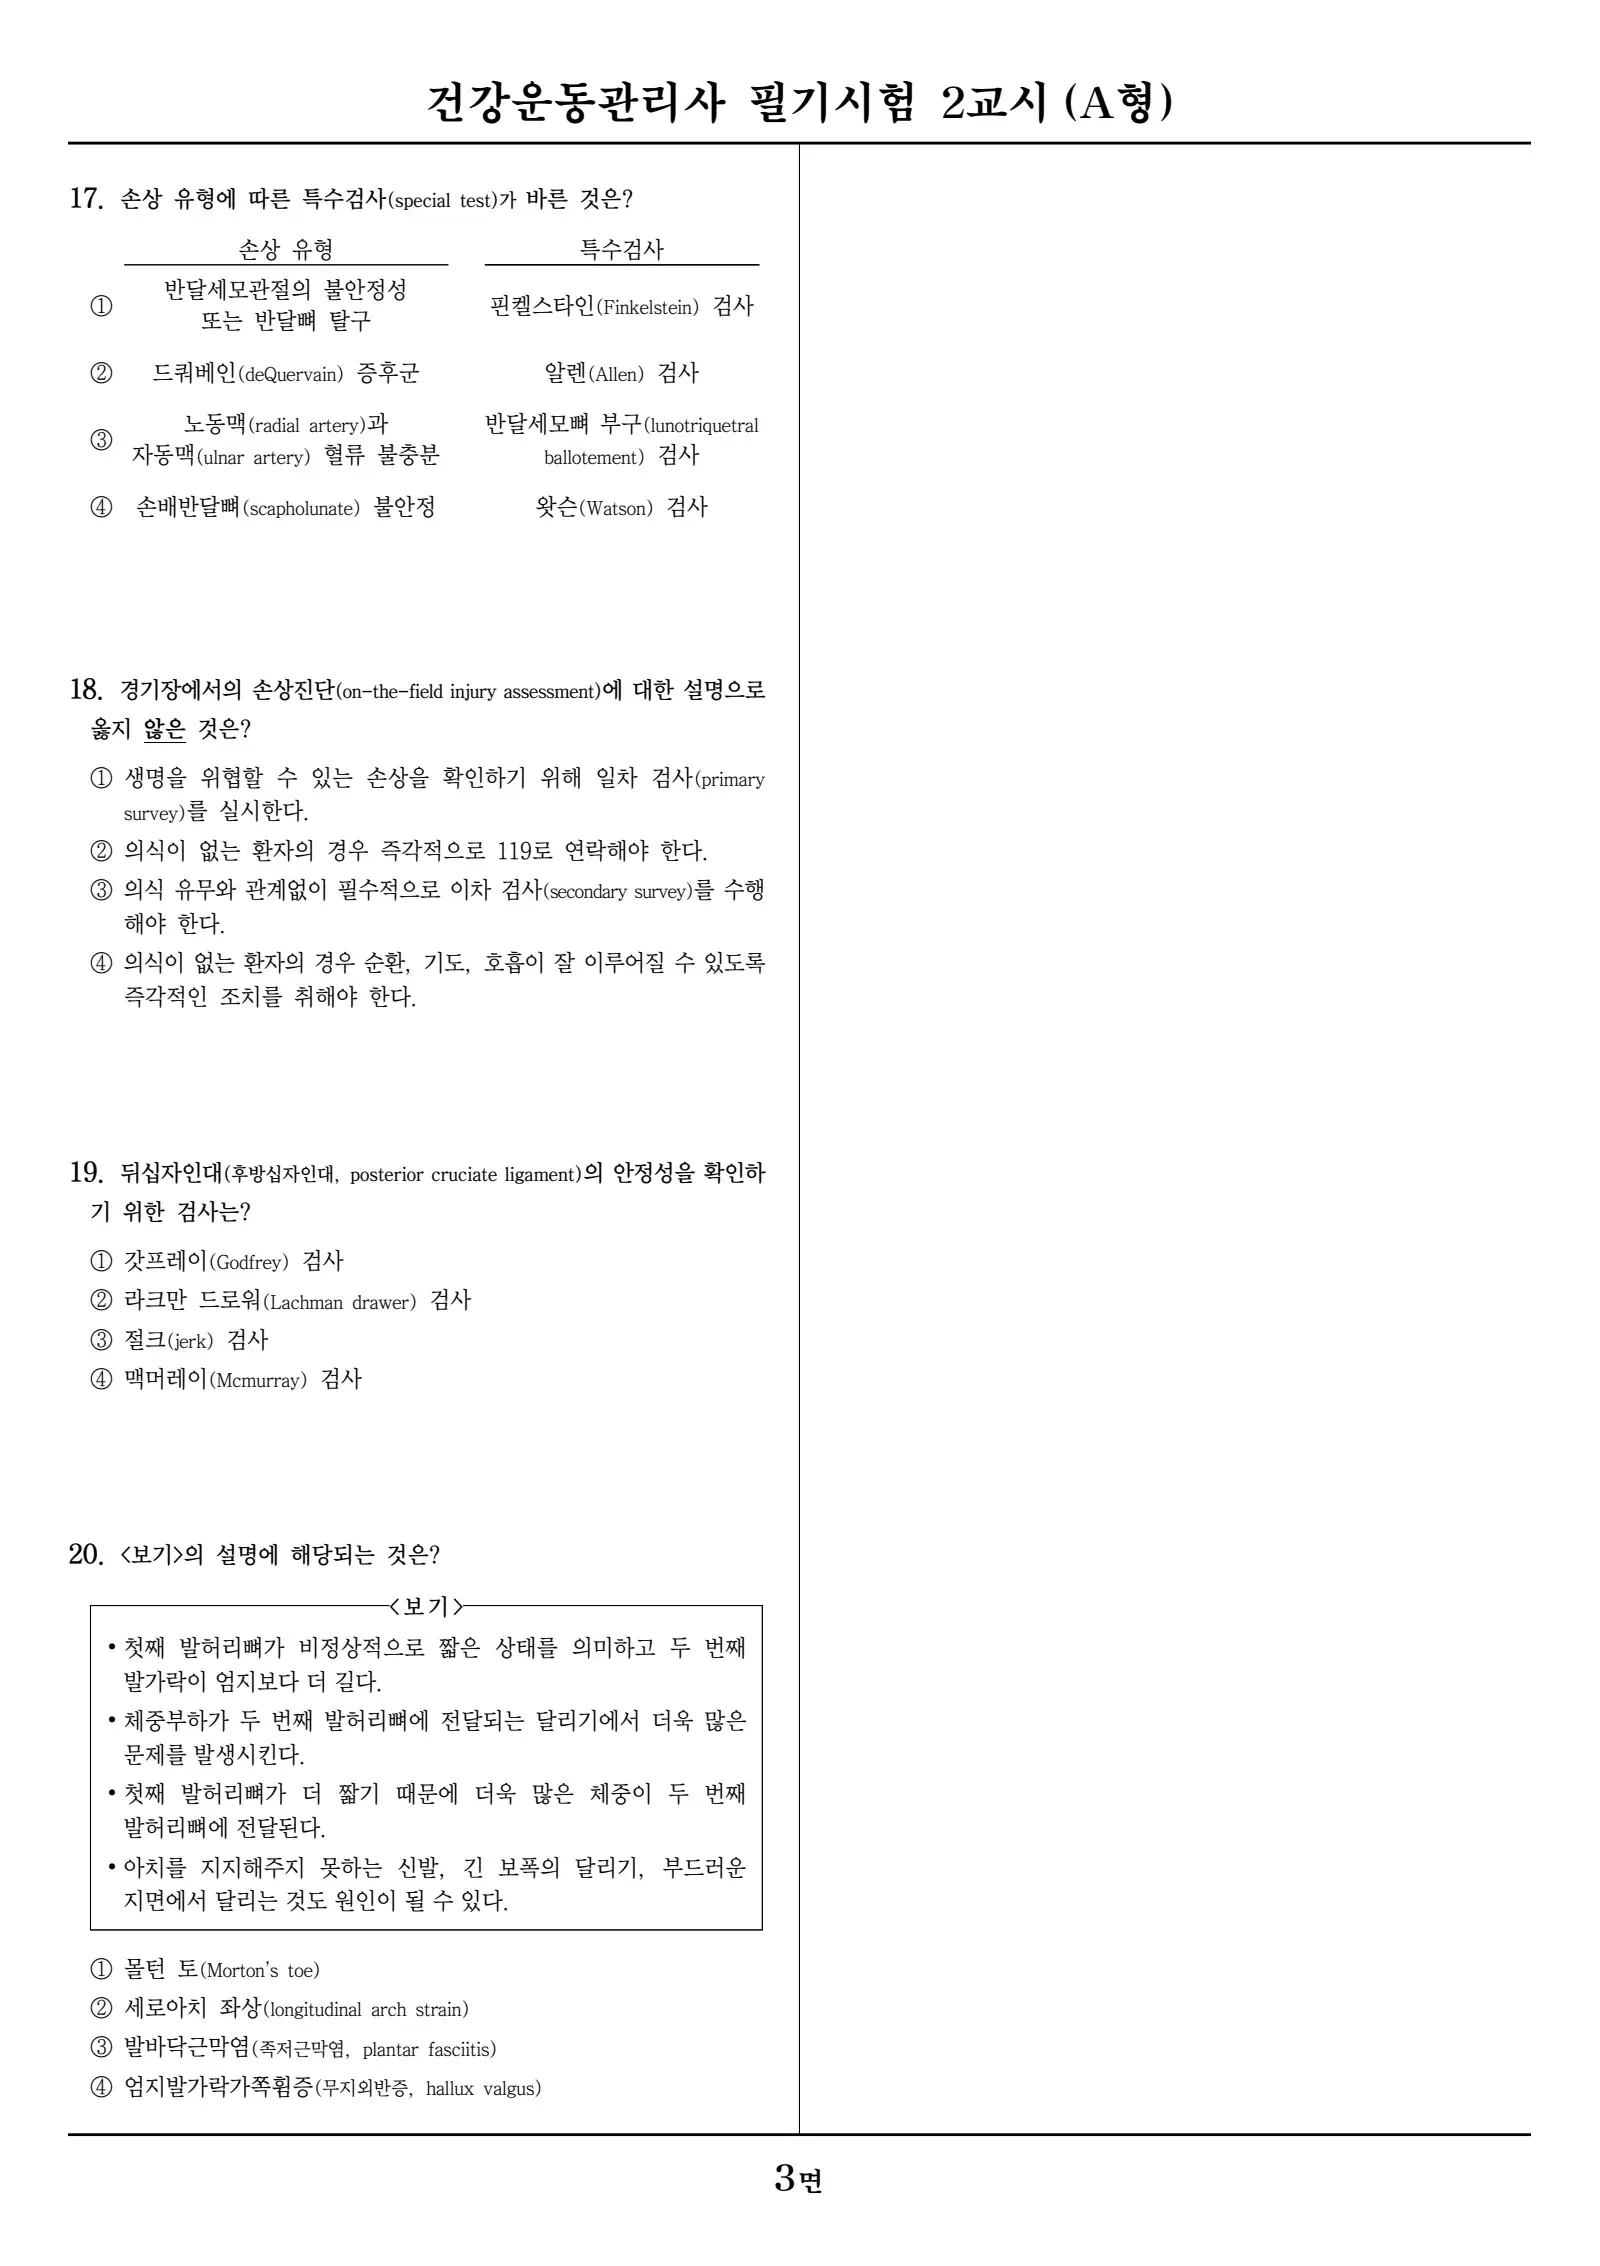 건강운동관리사 필기시험 2교시 (A형)
17. 손상 유형에 따른 특수검사(special test)가 바른 것은?
손상 유형 특수검사
① 반달세모관절의 불안정성 또는 반달뼈 탈구 핀켈스타인(Finkelstein) 검사
② 드퀘베인(deQuervain) 증후군 알렌(Allen) 검사
③ 노동맥(radial artery)과 자동맥(ulnar artery) 혈류 불충분 반달세모뼈 부구(lunotriquetral ballotement) 검사
④ 손배반달뼈(scapholunate) 불안정 왓슨(Watson) 검사
18. 경기장에서의 손상진단(on-the-field injury assessment)에 대한 설명으로
옳지 않은 것은?
① 생명을 위협할 수 있는 손상을 확인하기 위해 일차 검사(primary
survey)를 실시한다.
② 의식이 없는 환자의 경우 즉각적으로 119로 연락해야 한다.
③ 의식 유무와 관계없이 필수적으로 이차 검사(secondary survey)를 수행
해야 한다.
④ 의식이 없는 환자의 경우 순환, 기도, 호흡이 잘 이루어질 수 있도록
즉각적인 조치를 취해야 한다.
19. 뒤십자인대(후방십자인대, posterior cruciate ligament)의 안정성을 확인하
기 위한 검사는?
① 갓프레이(Godfrey) 검사
② 라크만 드로워(Lachman drawer) 검사
③ 절크(jerk) 검사
④ 맥머레이(Mcmurray) 검사
20. <보기>의 설명에 해당되는 것은?
<보기>
• 첫째 발허리뼈가 비정상적으로 짧은 상태를 의미하고 두 번째
발가락이 엄지보다 더 길다.
• 체중부하가 두 번째 발허리뼈에 전달되는 달리기에서 더욱 많은
문제를 발생시킨다.
• 첫째 발허리뼈가 더 짧기 때문에 더욱 많은 체중이 두 번째
발허리뼈에 전달된다.
• 아치를 지지해주지 못하는 신발, 긴 보폭의 달리기, 부드러운
지면에서 달리는 것도 원인이 될 수 있다.
① 몰턴 토(Morton's toe)
② 세로아치 좌상(longitudinal arch strain)
③ 발바닥근막염(족저근막염, plantar fasciitis)
④ 엄지발가락가쪽휨증(무지외반증, hallux valgus)
3면